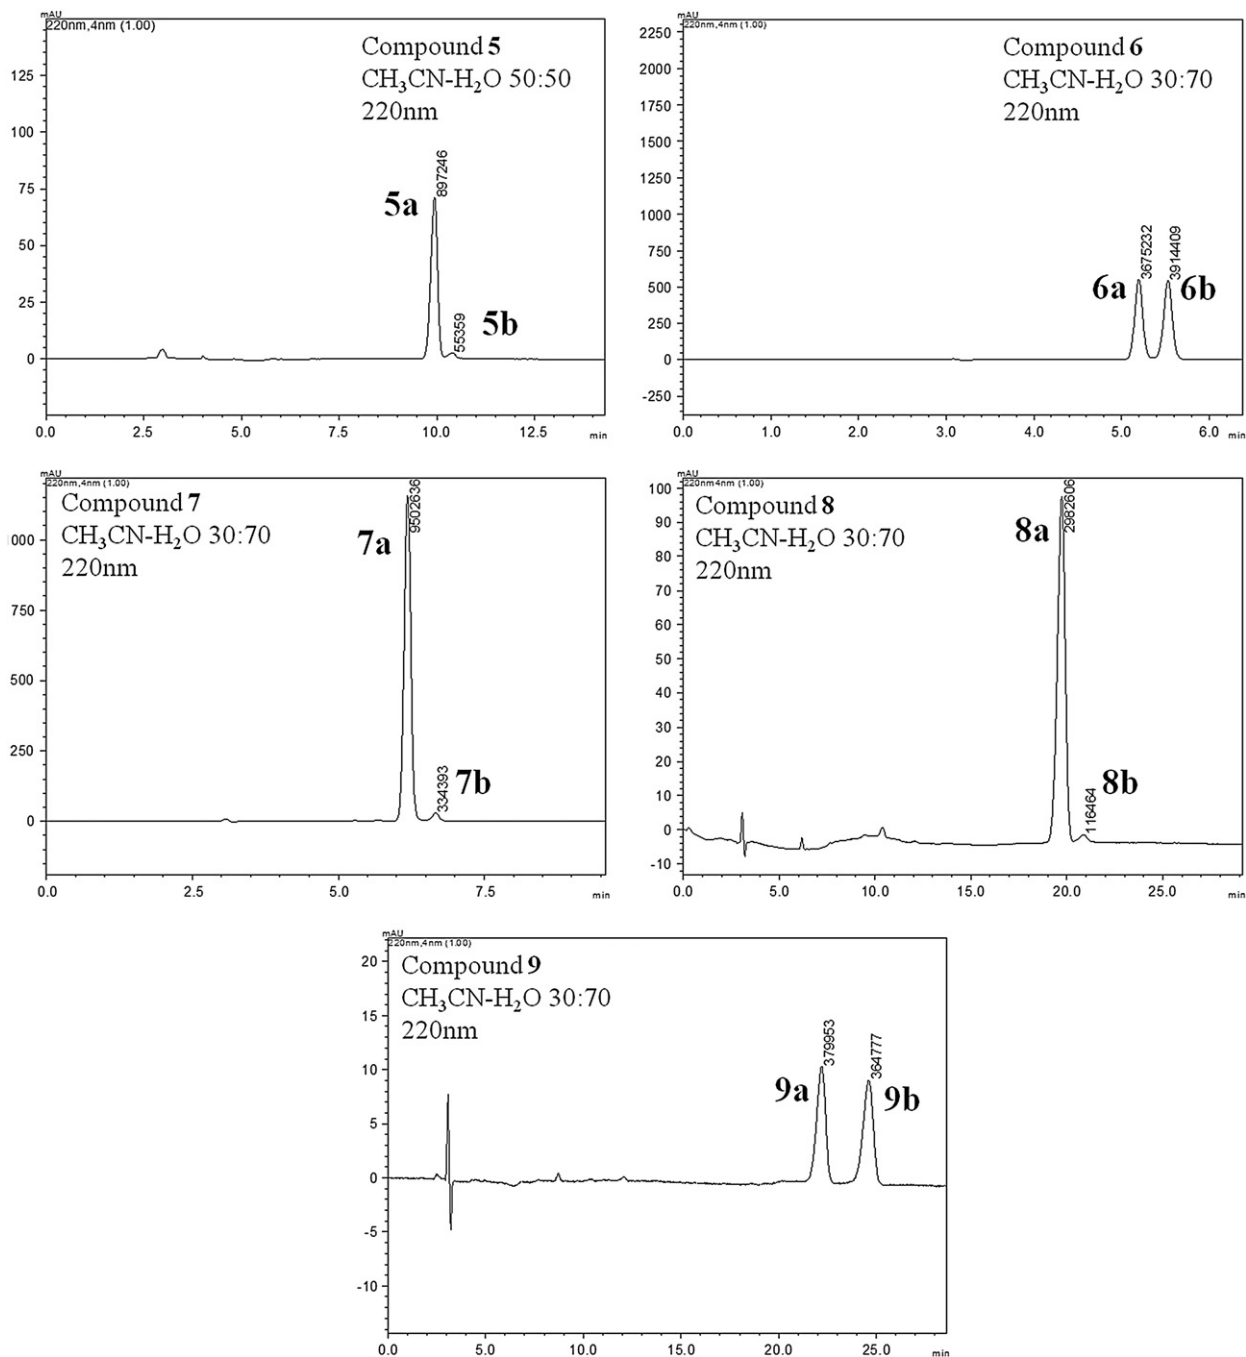 mAU
220nm,4nm (1.00)
Compound 5
CH₃CN-H₂O 50:50
220nm
125
100
75
50
25
0
5a
897246
5b
55359
0.0 2.5 5.0 7.5 10.0 12.5 min
mAU
220nm,4nm (1.00)
Compound 6
CH₃CN-H₂O 30:70
220nm
2250
2000
1750
1500
1250
1000
750
500
250
0
-250
6a
3675232
3914409
6b
0.0 1.0 2.0 3.0 4.0 5.0 6.0 min
mAU
220nm,4nm (1.00)
Compound 7
CH₃CN-H₂O 30:70
220nm
1000
750
500
250
0
7a
9502636
7b
334393
0.0 2.5 5.0 7.5 min
mAU
220nm4nm (1.00)
Compound 8
CH₃CN-H₂O 30:70
220nm
100
90
80
70
60
50
40
30
20
10
0
-10
8a
2982606
8b
116464
0.0 5.0 10.0 15.0 20.0 25.0 min
mAU
220nm,4nm (1.00)
Compound 9
CH₃CN-H₂O 30:70
220nm
20
15
10
5
0
-5
-10
9a
379953
364777
9b
0.0 5.0 10.0 15.0 20.0 25.0 min